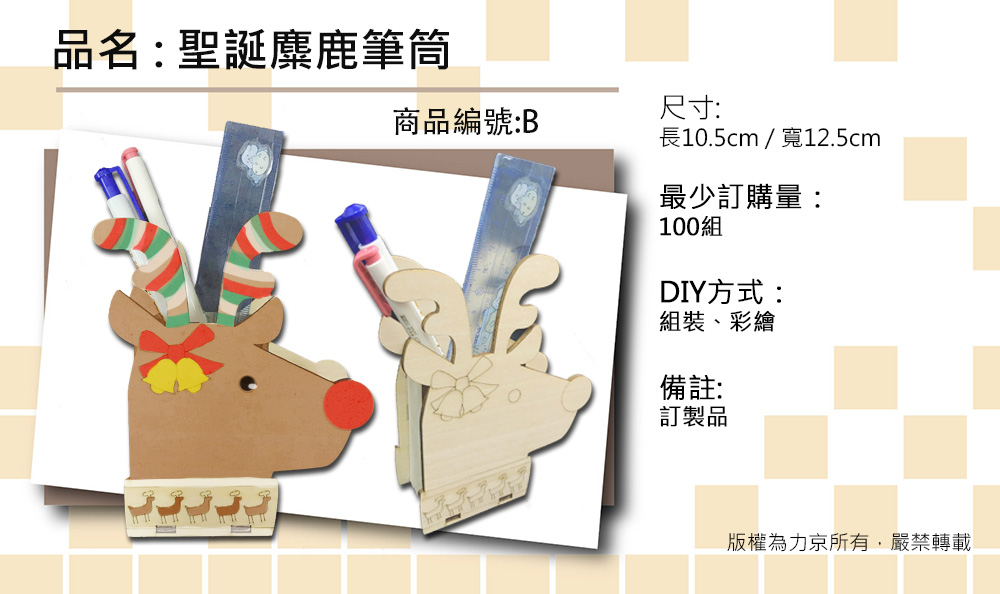 品名 : 聖誕麋鹿筆筒
商品編號:B
尺寸:
長10.5cm / 寬12.5cm
最少訂購量：
100組
DIY方式：
組裝、彩繪
備註:
訂製品
版權為力京所有，嚴禁轉載